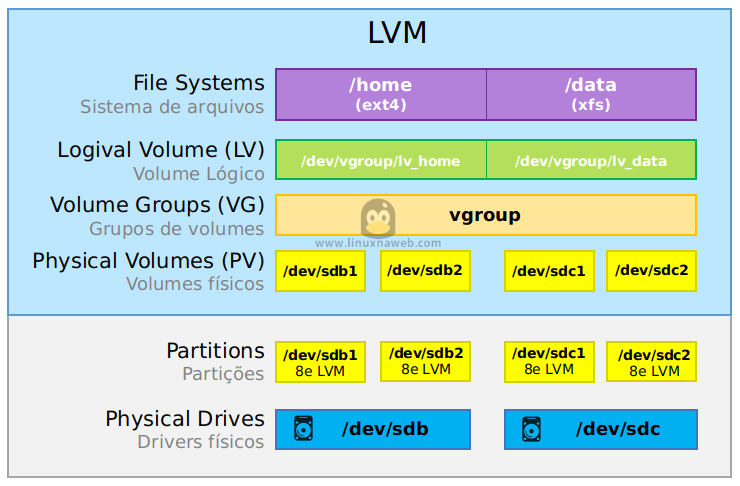 LVM
File Systems
Sistema de arquivos
/home
(ext4)
/data
(xfs)
Logival Volume (LV)
Volume Lógico
/dev/vgroup/lv_home
/dev/vgroup/lv_data
Volume Groups (VG)
Grupos de volumes
vgroup
www.linuxnaweb.com
Physical Volumes (PV)
Volumes físicos
/dev/sdb1
/dev/sdb2
/dev/sdc1
/dev/sdc2
Partitions
Partições
/dev/sdb1
8e LVM
/dev/sdb2
8e LVM
/dev/sdc1
8e LVM
/dev/sdc2
8e LVM
Physical Drives
Drivers físicos
/dev/sdb
/dev/sdc